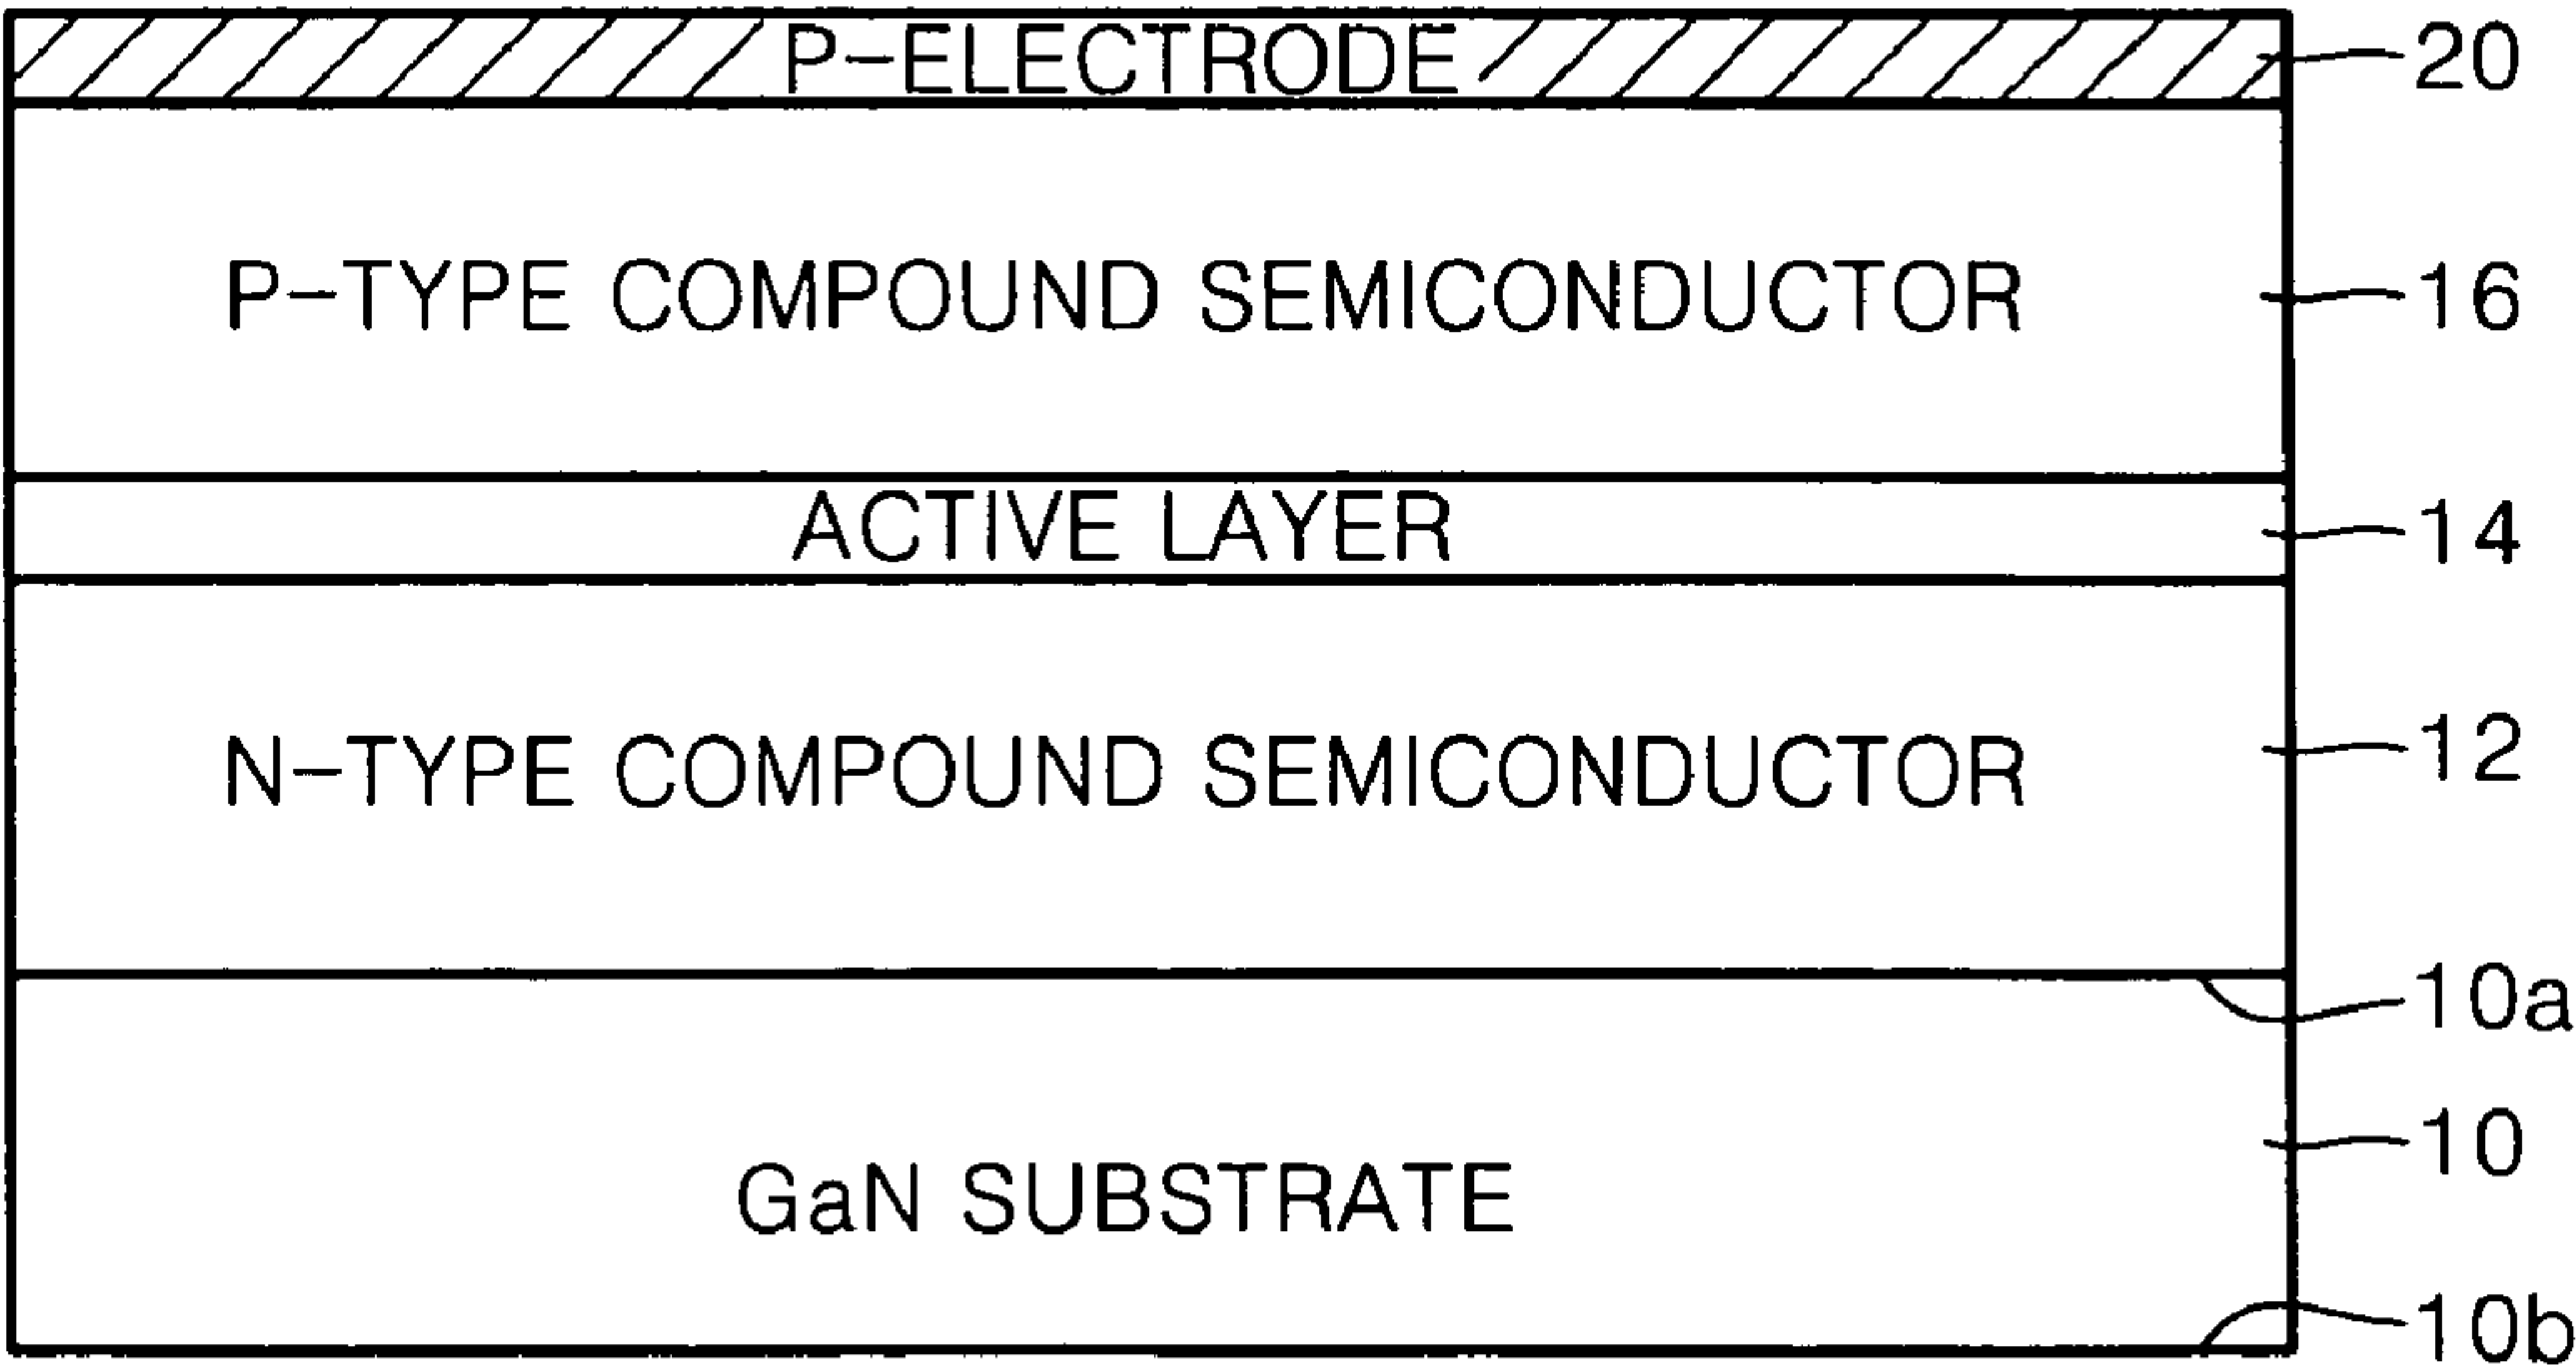 P-ELECTRODE 20
P-TYPE COMPOUND SEMICONDUCTOR 16
ACTIVE LAYER 14
N-TYPE COMPOUND SEMICONDUCTOR 12
10a
10
GaN SUBSTRATE
10b